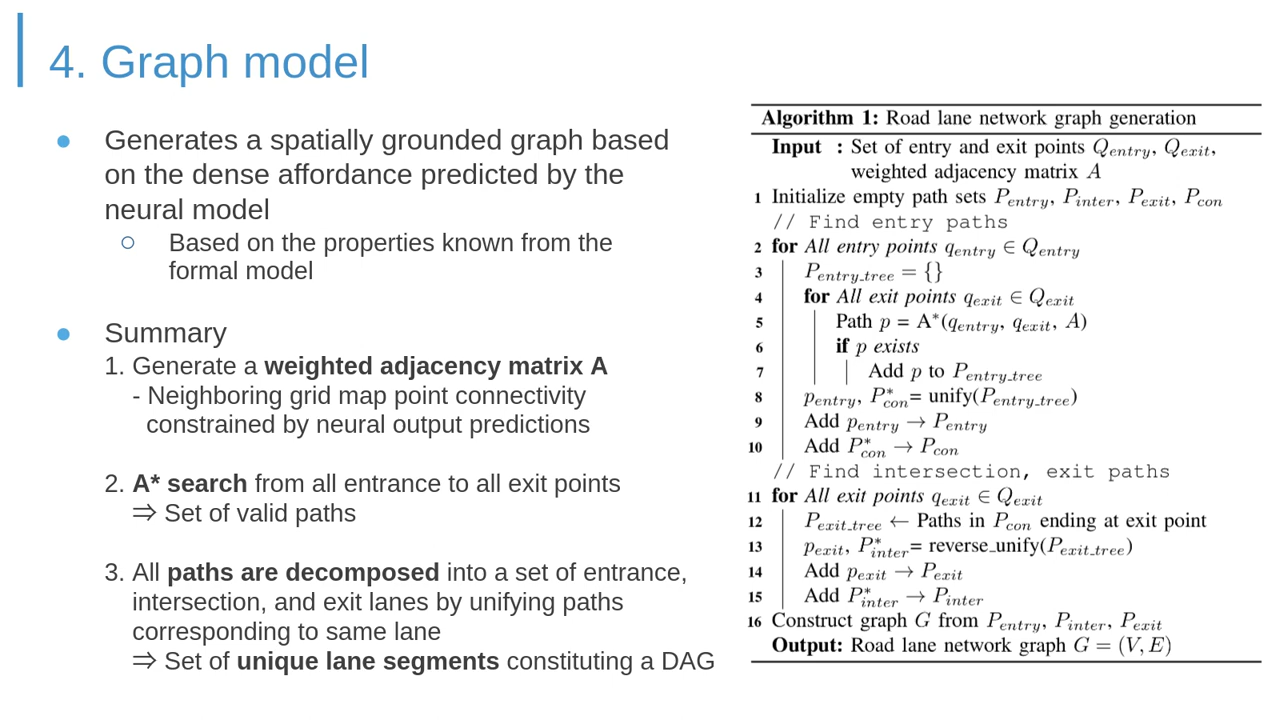 4. Graph model
● Generates a spatially grounded graph based
on the dense affordance predicted by the
neural model
○ Based on the properties known from the
formal model
● Summary
1. Generate a weighted adjacency matrix A
- Neighboring grid map point connectivity
constrained by neural output predictions
2. A* search from all entrance to all exit points
⇒ Set of valid paths
3. All paths are decomposed into a set of entrance,
intersection, and exit lanes by unifying paths
corresponding to same lane
⇒ Set of unique lane segments constituting a DAG
Algorithm 1: Road lane network graph generation
Input : Set of entry and exit points Q_entry, Q_exit,
weighted adjacency matrix A
1 Initialize empty path sets P_entry, P_inter, P_exit, P_con
// Find entry paths
2 for All entry points q_entry ∈ Q_entry
3 P_entry_tree = {}
4 for All exit points q_exit ∈ Q_exit
5 Path p = A*(q_entry, q_exit, A)
6 if p exists
7 Add p to P_entry_tree
8 p_entry, P*_con= unify(P_entry_tree)
9 Add p_entry → P_entry
10 Add P*_con → P_con
// Find intersection, exit paths
11 for All exit points q_exit ∈ Q_exit
12 P_exit_tree ← Paths in P_con ending at exit point
13 p_exit, P*_inter= reverse_unify(P_exit_tree)
14 Add p_exit → P_exit
15 Add P*_inter → P_inter
16 Construct graph G from P_entry, P_inter, P_exit
Output: Road lane network graph G = (V, E)